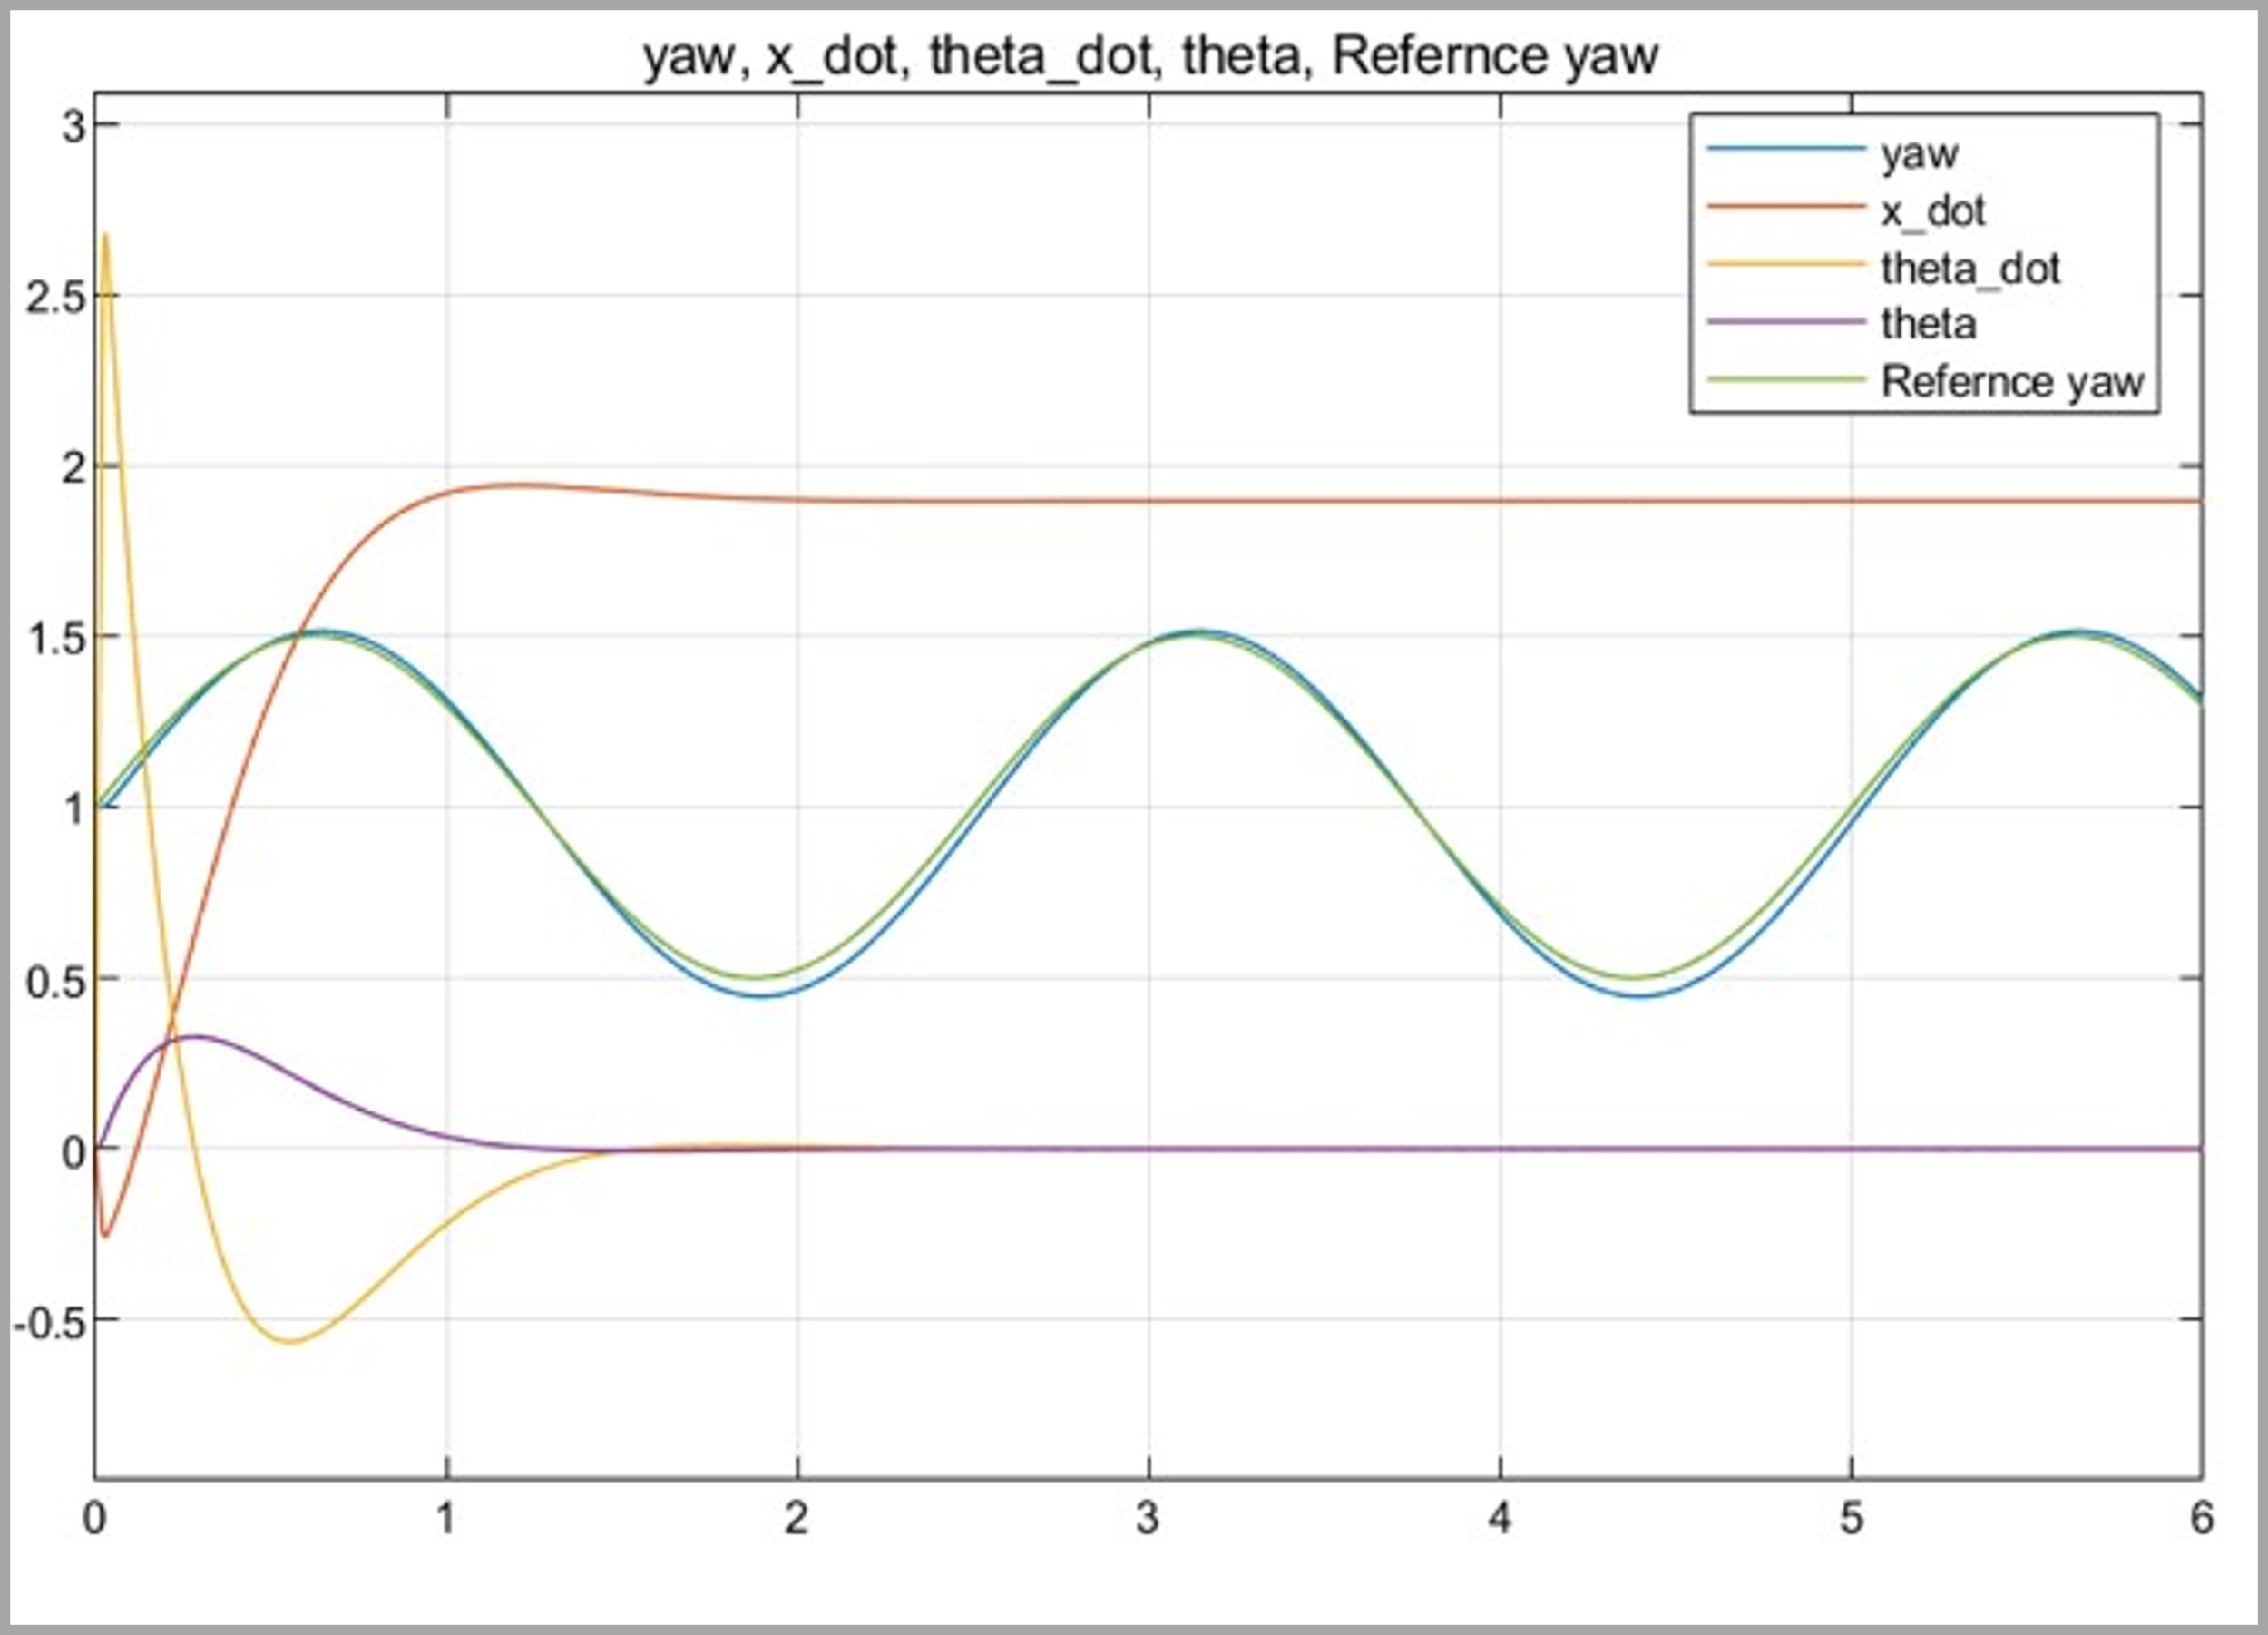 yaw, x_dot, theta_dot, theta, Refernce yaw
3
2.5
2
1.5
1
0.5
0
-0.5
yaw
x_dot
theta_dot
theta
Refernce yaw
0 1 2 3 4 5 6